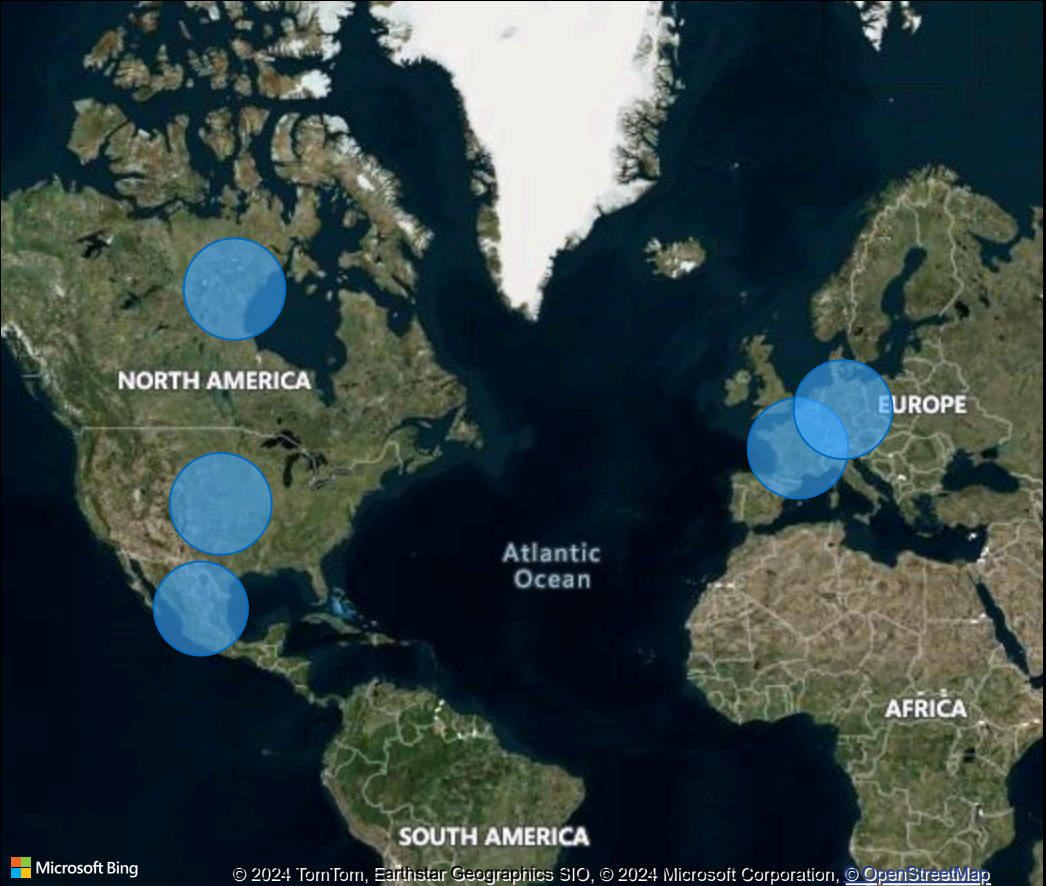 NORTH AMERICA
EUROPE
Atlantic
Ocean
AFRICA
SOUTH AMERICA
Microsoft Bing
© 2024 TomTom, Earthstar Geographics SIO, © 2024 Microsoft Corporation, © OpenStreetMap